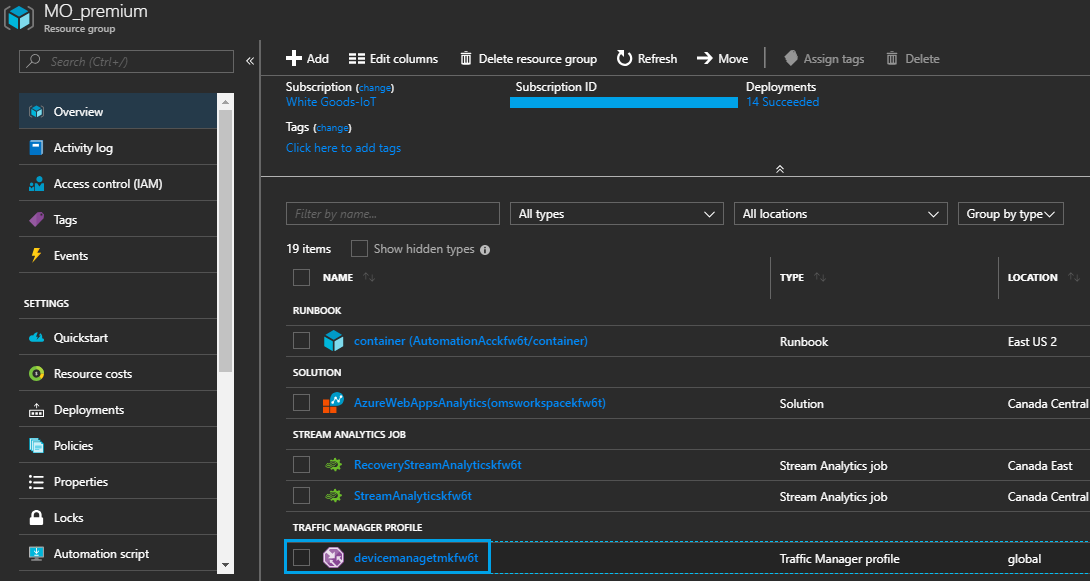 MO_premium
Resource group
Search (Ctrl+/)
«
Overview
Activity log
Access control (IAM)
Tags
Events
SETTINGS
Quickstart
Resource costs
Deployments
Policies
Properties
Locks
Automation script
Add Edit columns Delete resource group Refresh Move Assign tags Delete
Subscription (change) Subscription ID Deployments
White Goods-IoT 14 Succeeded
Tags (change)
Click here to add tags
Filter by name... All types All locations Group by type
19 items Show hidden types
NAME TYPE LOCATION
RUNBOOK
container (AutomationAcckfw6t/container) Runbook East US 2
SOLUTION
AzureWebAppsAnalytics(omsworkspacekfw6t) Solution Canada Central
STREAM ANALYTICS JOB
RecoveryStreamAnalyticskfw6t Stream Analytics job Canada East
StreamAnalyticskfw6t Stream Analytics job Canada Central
TRAFFIC MANAGER PROFILE
devicemanagetmkfw6t Traffic Manager profile global